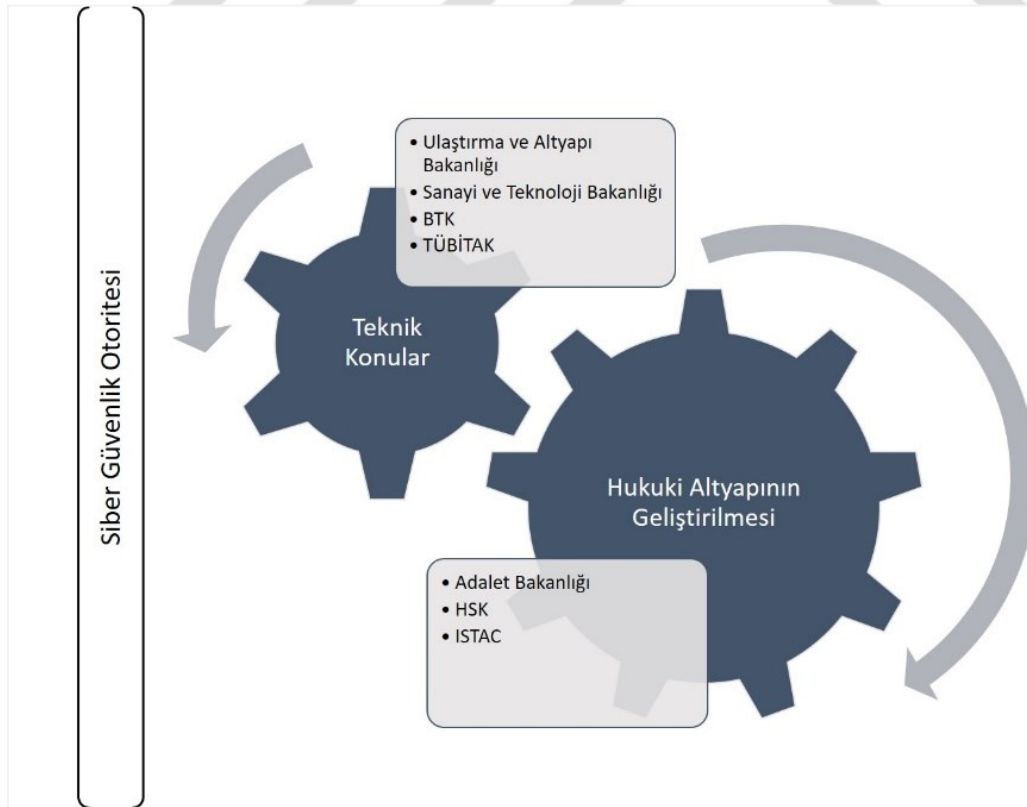 Siber Güvenlik Otoritesi
• Ulaştırma ve Altyapı
Bakanlığı
• Sanayi ve Teknoloji Bakanlığı
• BTK
• TÜBİTAK
Teknik
Konular
Hukuki Altyapının
Geliştirilmesi
• Adalet Bakanlığı
• HSK
• ISTAC